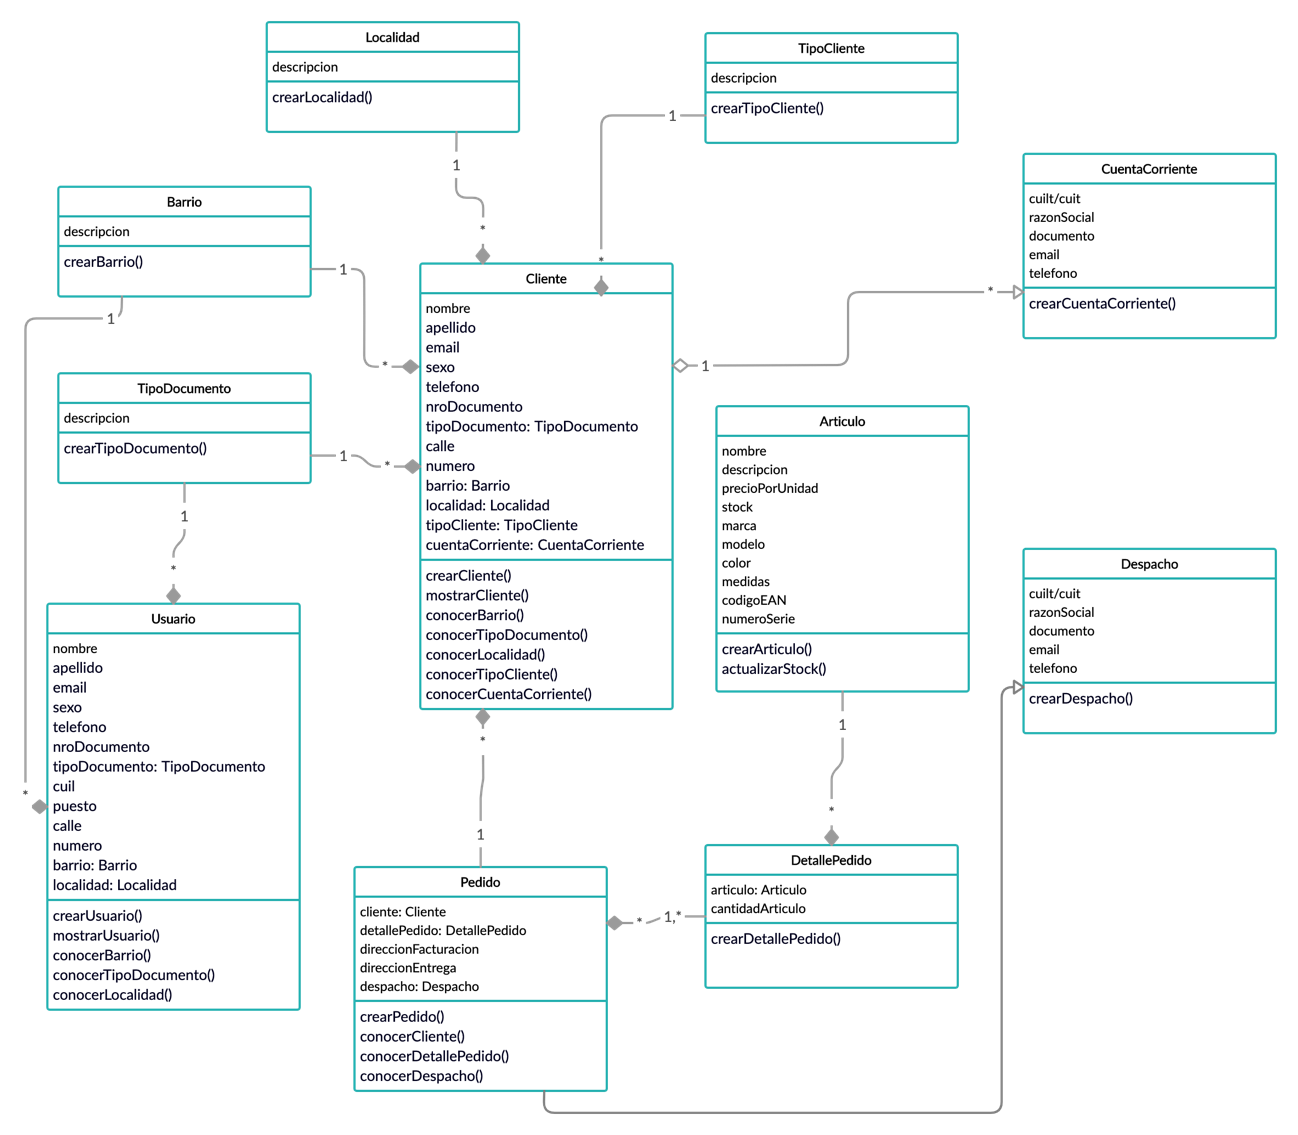 Localidad
descripcion
crearLocalidad()
TipoCliente
descripcion
crearTipoCliente()
1
1
*
*
CuentaCorriente
cuilt/cuit
razonSocial
documento
email
telefono
crearCuentaCorriente()
*
1
Barrio
descripcion
crearBarrio()
1
*
1
*
TipoDocumento
descripcion
crearTipoDocumento()
1
*
1
*
Cliente
nombre
apellido
email
sexo
telefono
nroDocumento
tipoDocumento: TipoDocumento
calle
numero
barrio: Barrio
localidad: Localidad
tipoCliente: TipoCliente
cuentaCorriente: CuentaCorriente
crearCliente()
mostrarCliente()
conocerBarrio()
conocerTipoDocumento()
conocerLocalidad()
conocerTipoCliente()
conocerCuentaCorriente()
*
1
Articulo
nombre
descripcion
precioPorUnidad
stock
marca
modelo
color
medidas
codigoEAN
numeroSerie
crearArticulo()
actualizarStock()
1
*
Despacho
cuilt/cuit
razonSocial
documento
email
telefono
crearDespacho()
Usuario
nombre
apellido
email
sexo
telefono
nroDocumento
tipoDocumento: TipoDocumento
cuil
puesto
calle
numero
barrio: Barrio
localidad: Localidad
crearUsuario()
mostrarUsuario()
conocerBarrio()
conocerTipoDocumento()
conocerLocalidad()
Pedido
cliente: Cliente
detallePedido: DetallePedido
direccionFacturacion
direccionEntrega
despacho: Despacho
crearPedido()
conocerCliente()
conocerDetallePedido()
conocerDespacho()
*
1,*
DetallePedido
articulo: Articulo
cantidadArticulo
crearDetallePedido()